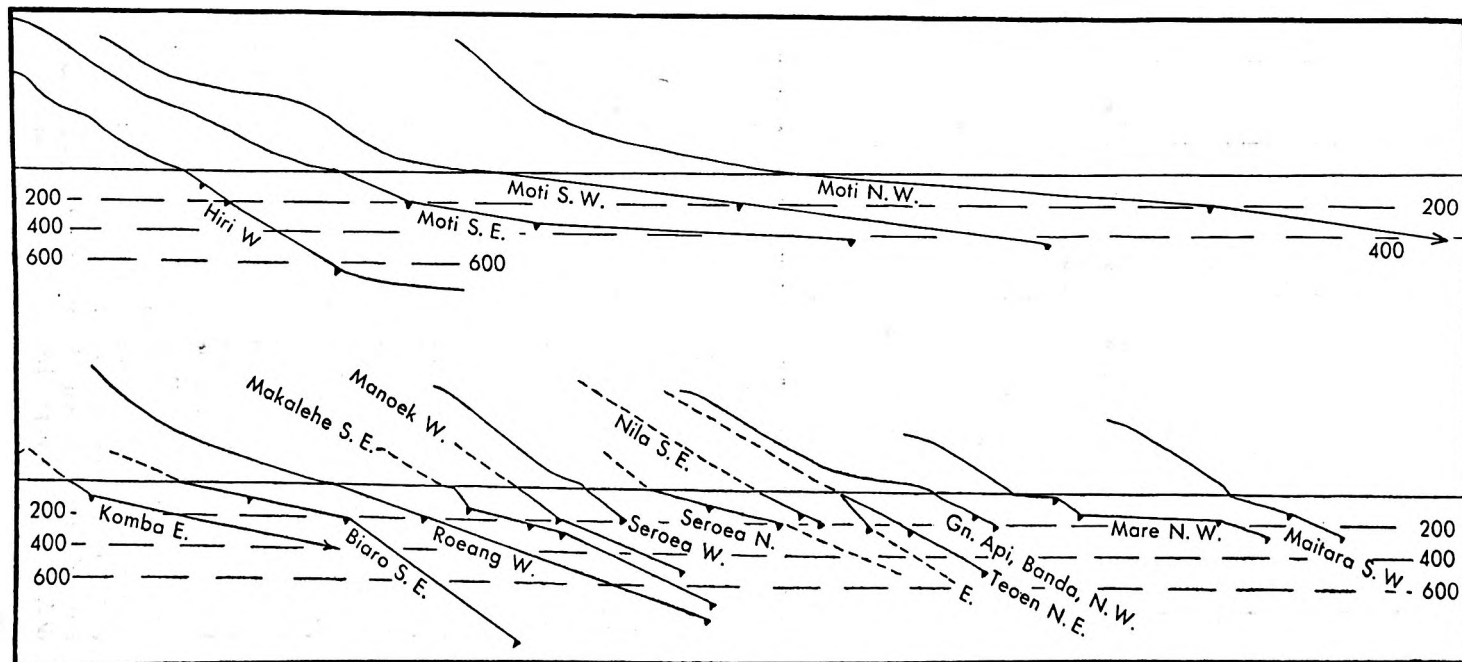 Moti S. W.
Moti N. W.
200
200
Hiri W
Moti S. E.
400
400
600
600
Makalehe S. E.
Manoek W.
Nila S. E.
200
Komba E.
Biaro S. E.
Roeang W.
Seroea W.
Seroea N.
E.
Gn. Api, Banda, N. W.
Teoen N. E.
Mare N. W.
Maitara S. W.
200
400
400
600
600